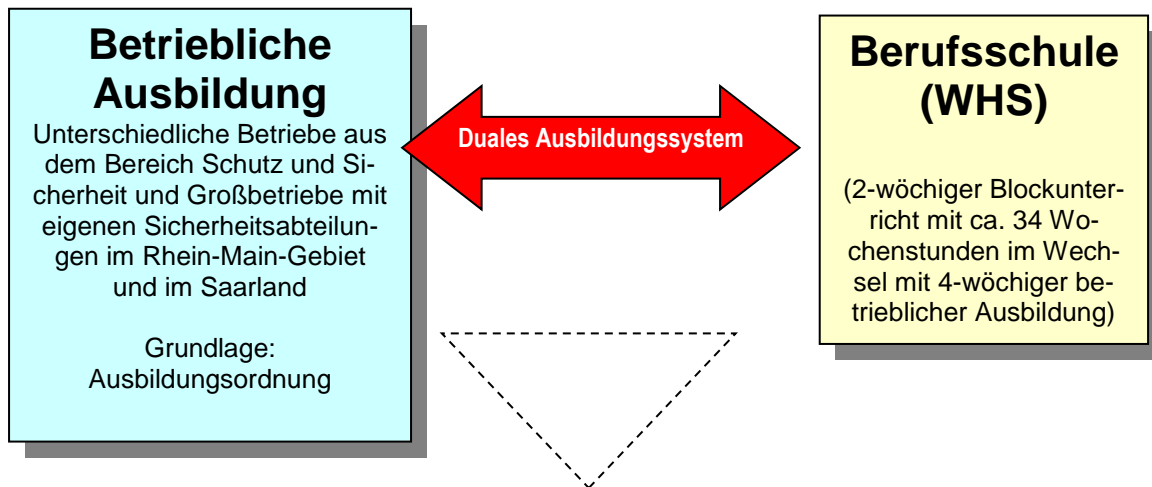 Betriebliche
Ausbildung
Unterschiedliche Betriebe aus
dem Bereich Schutz und Si-
cherheit und Großbetriebe mit
eigenen Sicherheitsabteilun-
gen im Rhein-Main-Gebiet
und im Saarland
Grundlage:
Ausbildungsordnung
Duales Ausbildungssystem
Berufsschule
(WHS)
(2-wöchiger Blockunter-
richt mit ca. 34 Wo-
chenstunden im Wech-
sel mit 4-wöchiger be-
trieblicher Ausbildung)